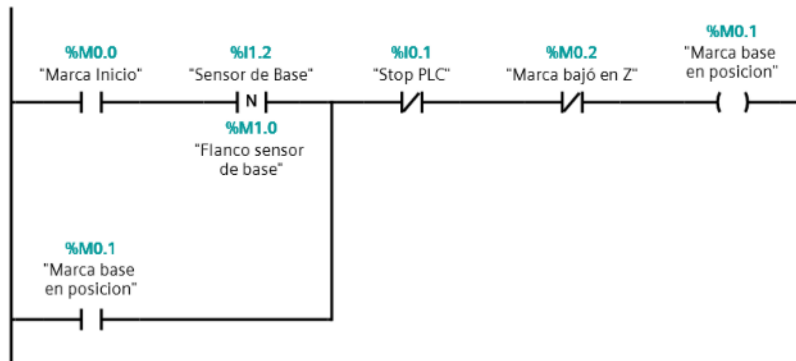 %M0.0
"Marca Inicio"
%I1.2
"Sensor de Base"
N
%M1.0
"Flanco sensor
de base"
%I0.1
"Stop PLC"
%M0.2
"Marca bajó en Z"
%M0.1
"Marca base
en posicion"
%M0.1
"Marca base
en posicion"